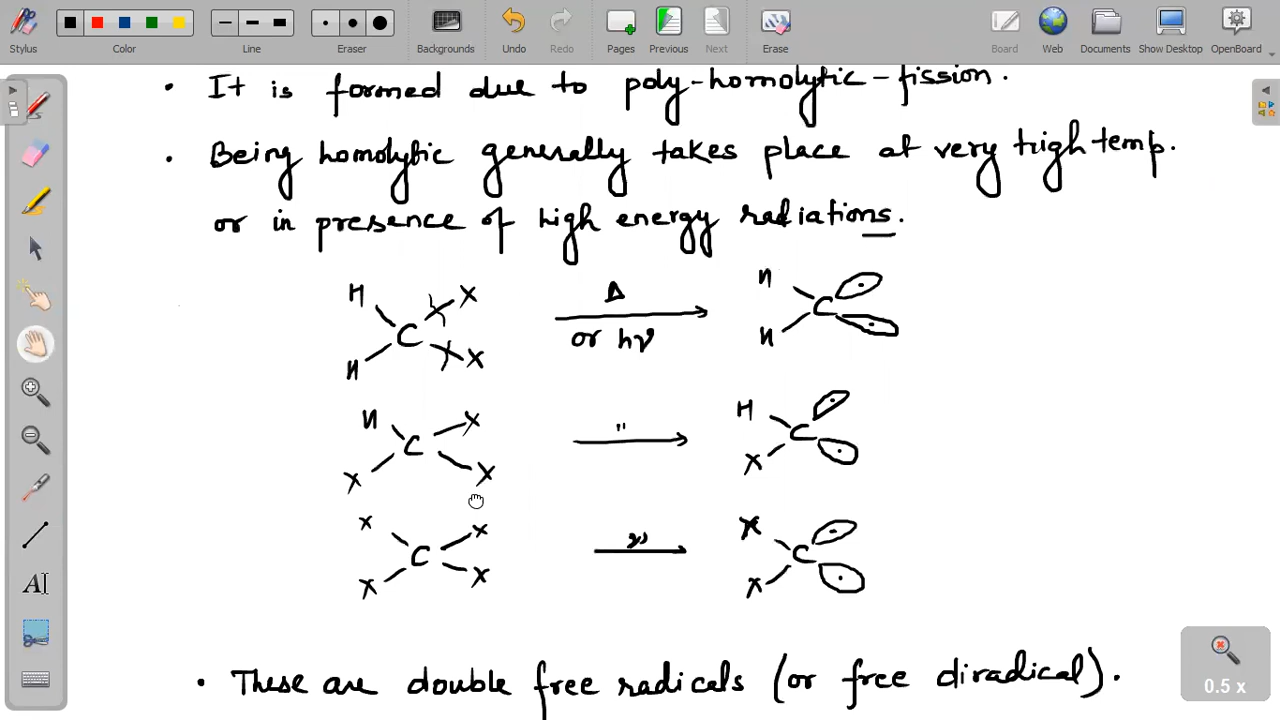 Stylus Color Line Eraser Backgrounds Undo Redo Pages Previous Next Erase Board Web Documents Show Desktop OpenBoard
• It is formed due to poly-homolytic-fission.
• Being homolytic generally takes place at very high temp.
or in presence of high energy radiations.
H X Δ H
C C
H X or hν H
H X " H
C C
X X X
X X " X
C C
X X X
• These are double free radicals (or free diradical).
A
0.5 x